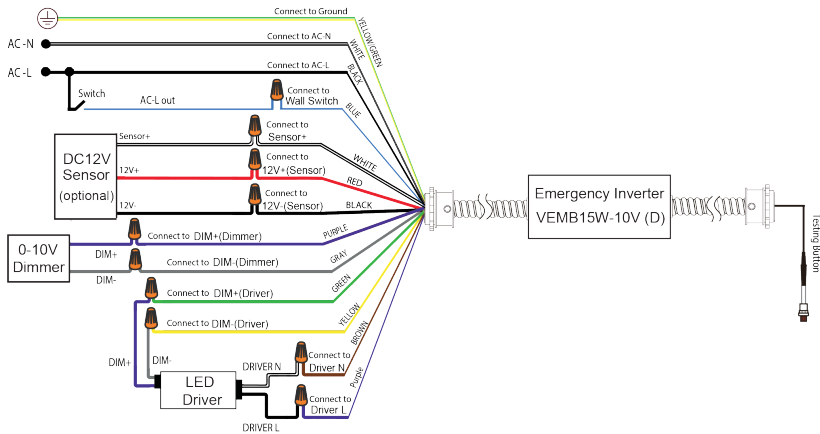 Connect to Ground
YELLOW/GREEN
AC-N
Connect to AC-N
WHITE
AC-L
Connect to AC-L
BLACK
Switch
AC-L out
Connect to
Wall Switch
BLUE
DC12V
Sensor
(optional)
Sensor+
Connect to
Sensor+
WHITE
12V+
Connect to
12V+(Sensor)
RED
12V-
Connect to
12V-(Sensor)
BLACK
Emergency Inverter
VEMB15W-10V (D)
Testing Button
0-10V
Dimmer
DIM+
Connect to DIM+(Dimmer)
PURPLE
DIM-
Connect to DIM-(Dimmer)
GRAY
Connect to DIM+(Driver)
GREEN
Connect to DIM-(Driver)
YELLOW
DIM+
DIM-
LED
Driver
DRIVER N
Connect to
Driver N
BROWN
DRIVER L
Connect to
Driver L
Purple